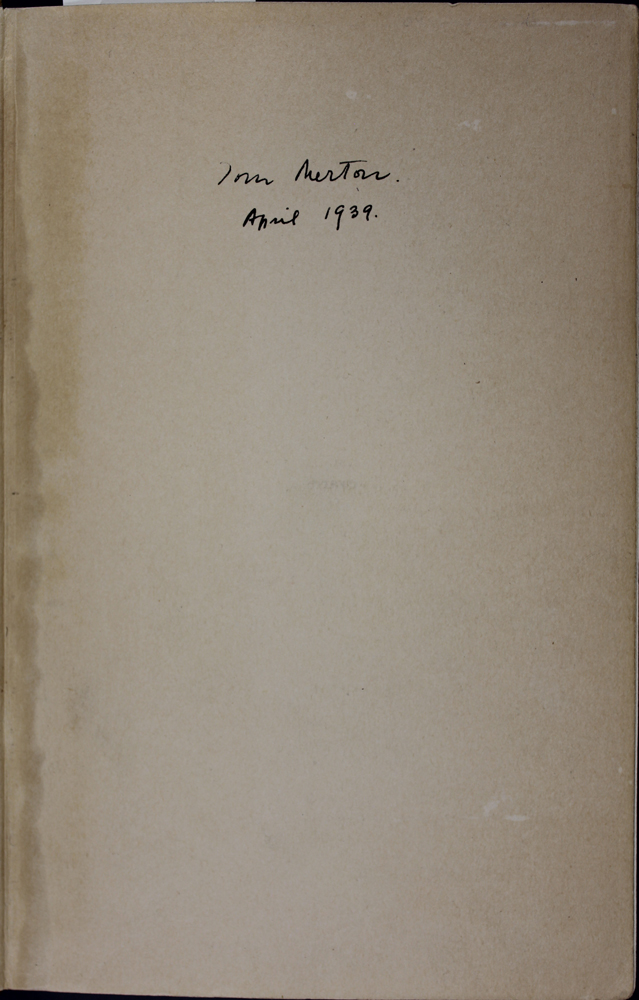 Tom Merton.
April 1939.